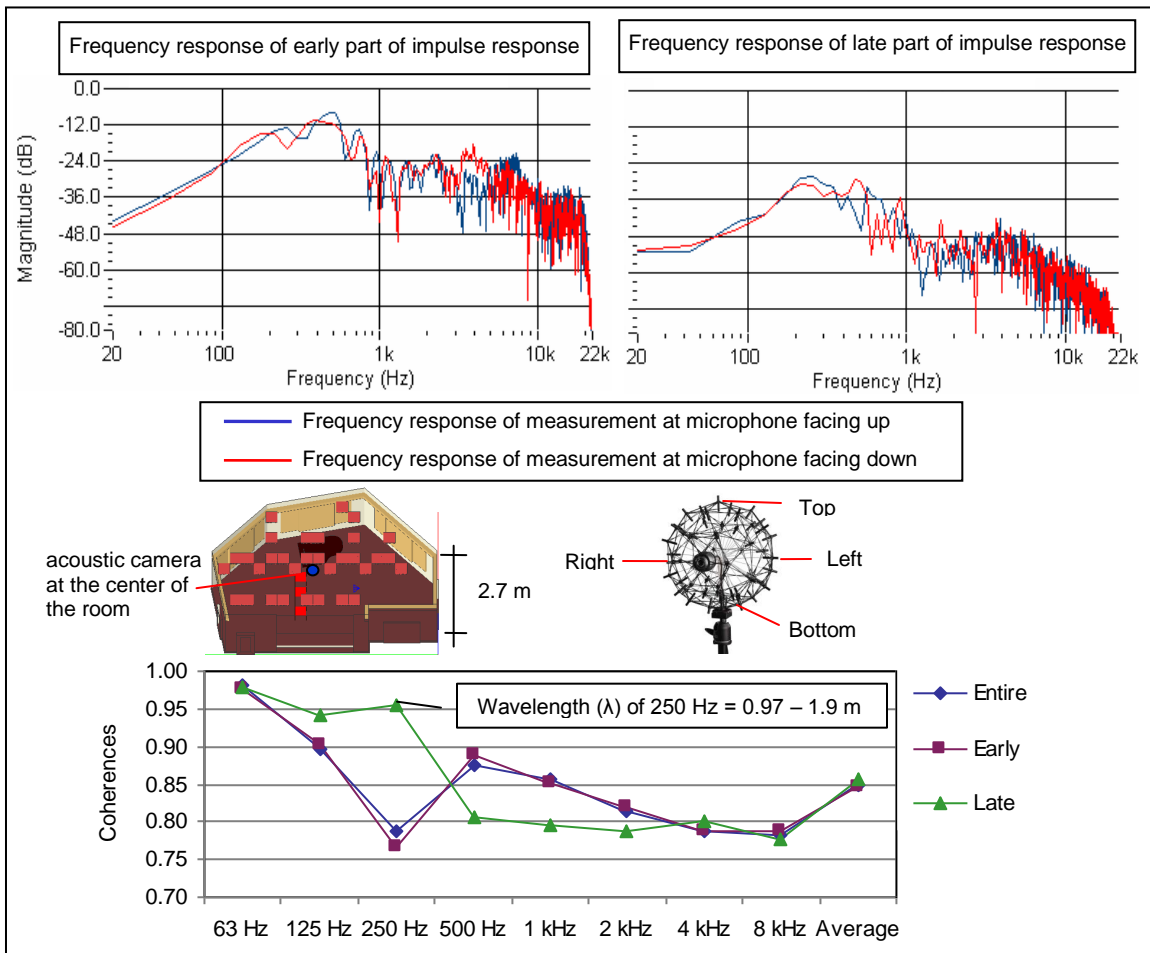 Frequency response of early part of impulse response
Frequency response of late part of impulse response
0.0
-12.0
-24.0
-36.0
-48.0
-60.0
-80.0
Magnitude (dB)
20
100
1k
10k
22k
Frequency (Hz)
20
100
1k
10k
22k
Frequency (Hz)
Frequency response of measurement at microphone facing up
Frequency response of measurement at microphone facing down
acoustic camera
at the center of
the room
2.7 m
Top
Right
Left
Bottom
1.00
0.95
0.90
0.85
0.80
0.75
0.70
Coherences
Wavelength (λ) of 250 Hz = 0.97 – 1.9 m
63 Hz
125 Hz
250 Hz
500 Hz
1 kHz
2 kHz
4 kHz
8 kHz
Average
Entire
Early
Late